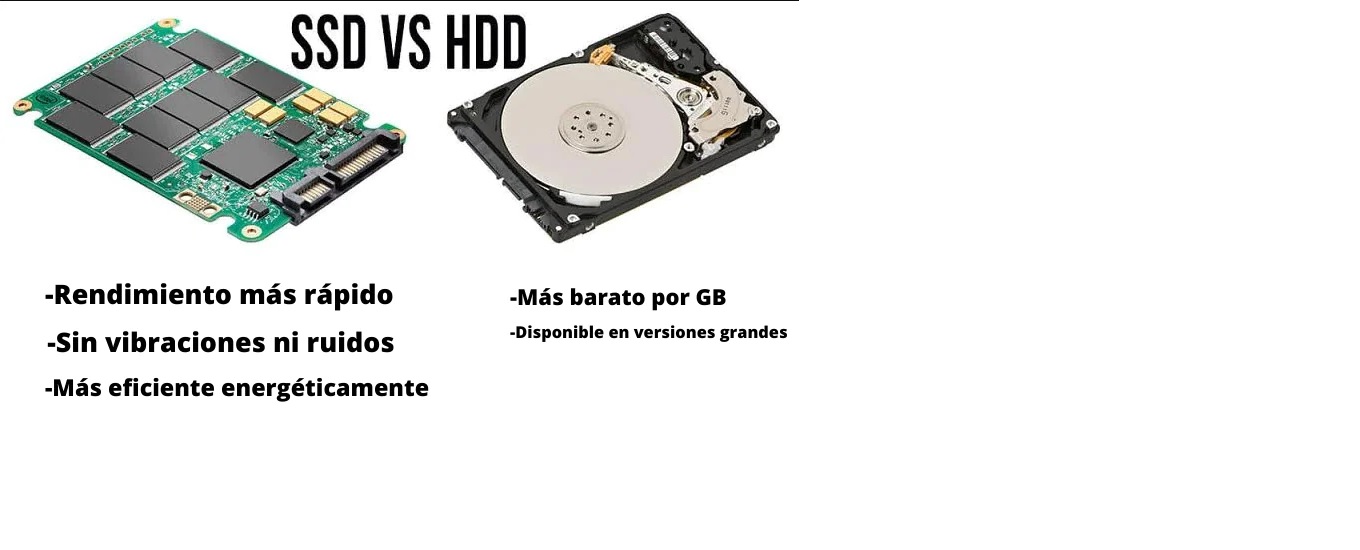 SSD VS HDD
-Rendimiento más rápido
-Sin vibraciones ni ruidos
-Más eficiente energéticamente
-Más barato por GB
-Disponible en versiones grandes